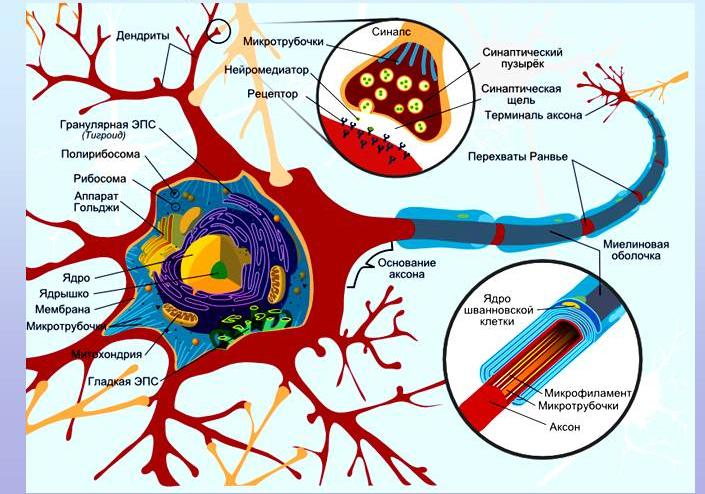 Дендриты
Микротрубочки
Синапс
Синаптический
пузырёк
Нейромедиатор
Рецептор
Синаптическая
щель
Терминаль аксона
Гранулярная ЭПС
(Тигроид)
Полирибосома
Рибосома
Аппарат
Гольджи
Перехваты Ранвье
Миелиновая
оболочка
Основание
аксона
Ядро
Ядрышко
Мембрана
Микротрубочки
Митохондрия
Гладкая ЭПС
Ядро
шванновской
клетки
Микрофиламент
Микротрубочки
Аксон